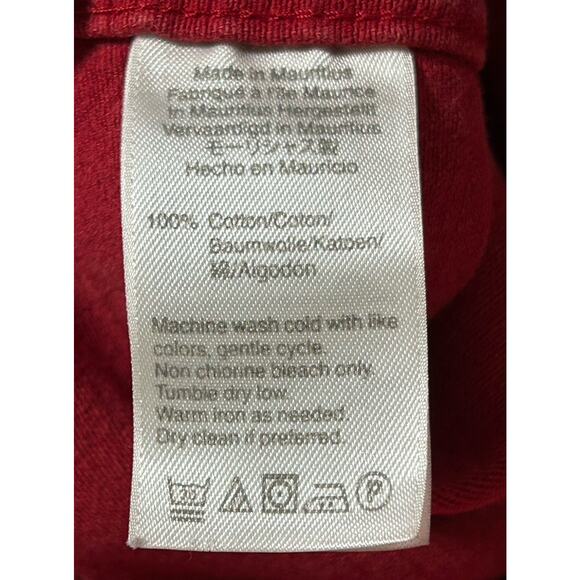 Made in Mauritius
Fabriqué à l'île Maurice
In Mauritius Hergestellt
Vervaardigd in Mauritius
モーリシャス製
Hecho en Mauricio
100% Cotton/Coton/
Baumwolle/Katoen/
綿/Algodón
Machine wash cold with like
colors, gentle cycle.
Non chlorine bleach only.
Tumble dry low.
Warm iron as needed.
Dry clean if preferred.
30 P